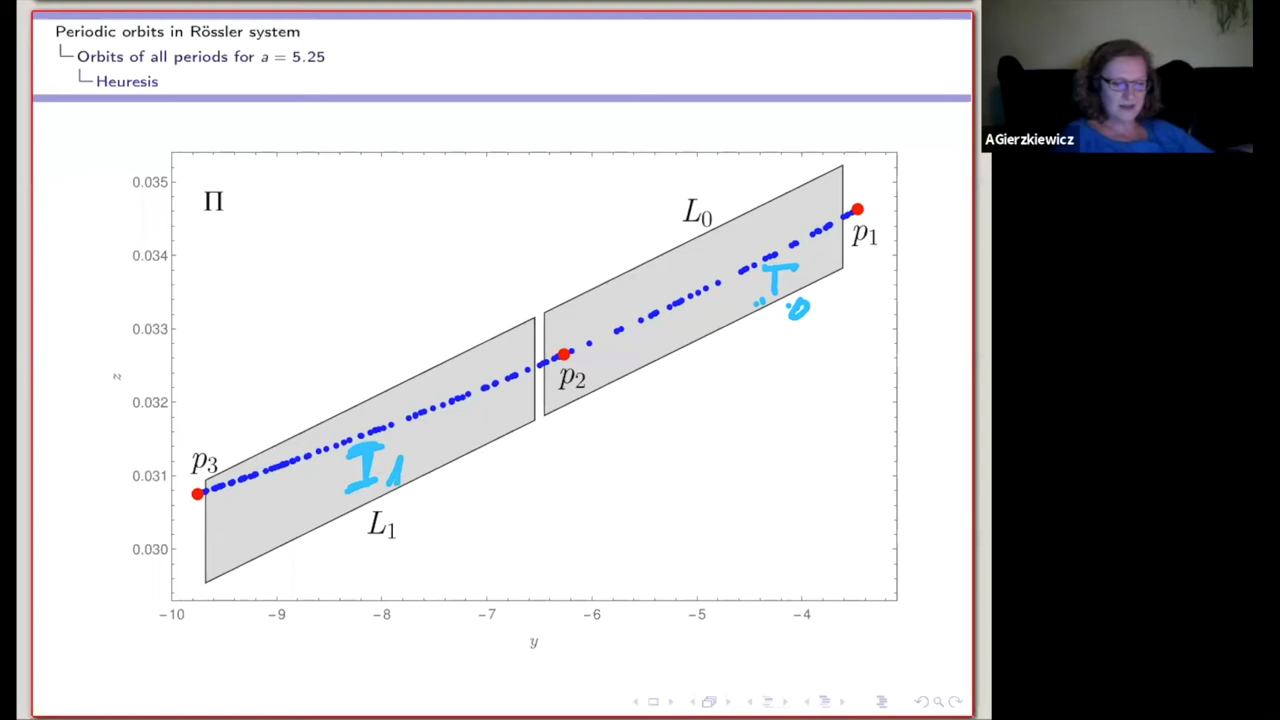 Periodic orbits in Rössler system
Orbits of all periods for a = 5.25
Heuresis
AGierzkiewicz
Π
L₀
p₁
p₂
p₃
L₁
I₁
0.035
0.034
0.033
0.032
0.031
0.030
z
−10
−9
−8
−7
−6
−5
−4
y